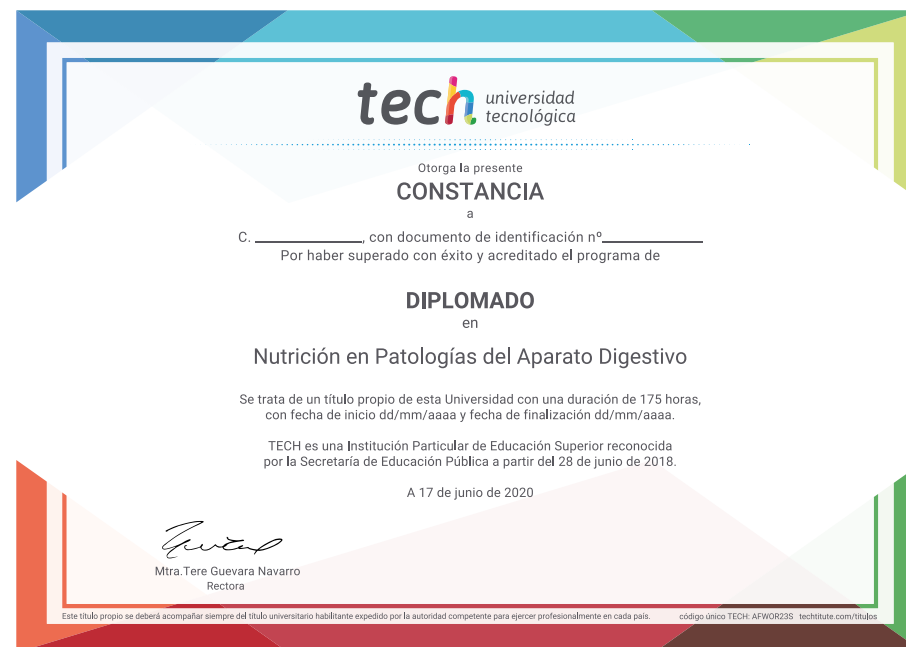 tech universidad
tecnológica
Otorga la presente
CONSTANCIA
a
C. ____________, con documento de identificación nº____________
Por haber superado con éxito y acreditado el programa de
DIPLOMADO
en
Nutrición en Patologías del Aparato Digestivo
Se trata de un título propio de esta Universidad con una duración de 175 horas,
con fecha de inicio dd/mm/aaaa y fecha de finalización dd/mm/aaaa.
TECH es una Institución Particular de Educación Superior reconocida
por la Secretaría de Educación Pública a partir del 28 de junio de 2018.
A 17 de junio de 2020
Mtra.Tere Guevara Navarro
Rectora
Este título propio se deberá acompañar siempre del título universitario habilitante expedido por la autoridad competente para ejercer profesionalmente en cada país. código único TECH: AFWOR23S techtitute.com/titulos